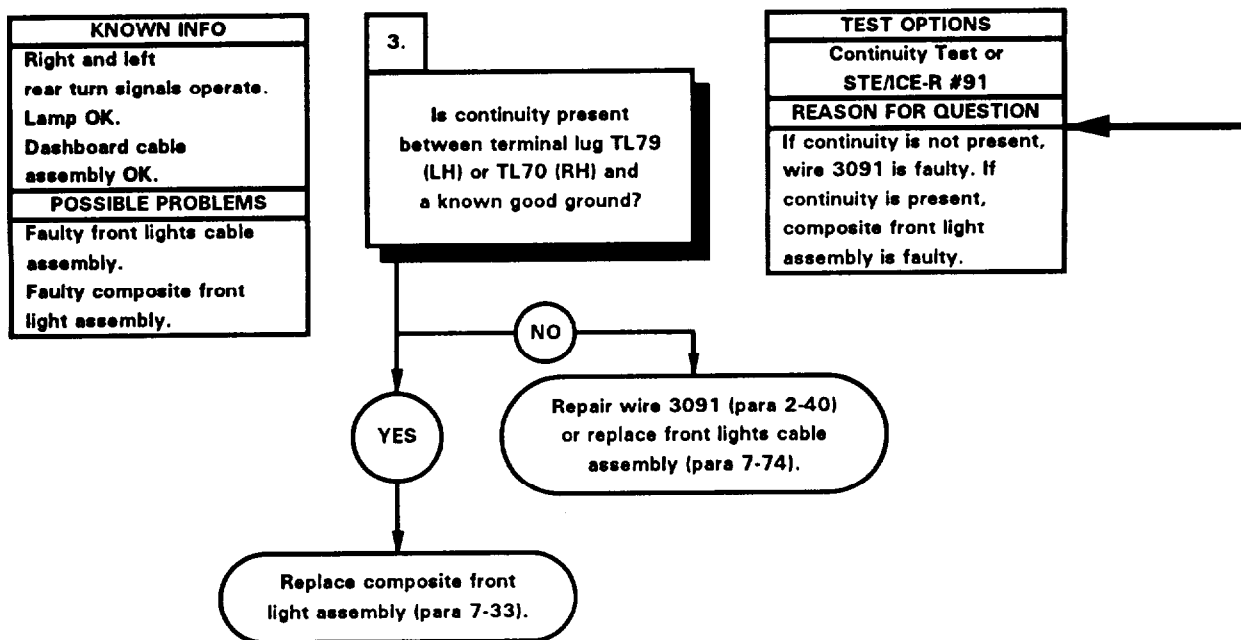 KNOWN INFO
Right and left
rear turn signals operate.
Lamp OK.
Dashboard cable
assembly OK.
POSSIBLE PROBLEMS
Faulty front lights cable
assembly.
Faulty composite front
light assembly.
3.
Is continuity present
between terminal lug TL79
(LH) or TL70 (RH) and
a known good ground?
TEST OPTIONS
Continuity Test or
STE/ICE-R #91
REASON FOR QUESTION
If continuity is not present,
wire 3091 is faulty. If
continuity is present,
composite front light
assembly is faulty.
NO
YES
Repair wire 3091 (para 2-40)
or replace front lights cable
assembly (para 7-74).
Replace composite front
light assembly (para 7-33).